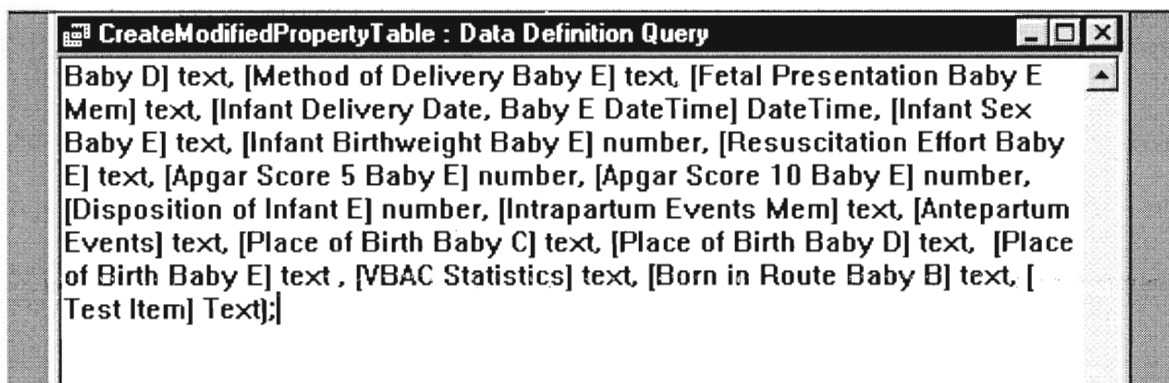 CreateModifiedPropertyTable : Data Definition Query
Baby D] text, [Method of Delivery Baby E] text, [Fetal Presentation Baby E
Mem] text, [Infant Delivery Date, Baby E DateTime] DateTime, [Infant Sex
Baby E] text, [Infant Birthweight Baby E] number, [Resuscitation Effort Baby
E] text, [Apgar Score 5 Baby E] number, [Apgar Score 10 Baby E] number,
[Disposition of Infant E] number, [Intrapartum Events Mem] text, [Antepartum
Events] text, [Place of Birth Baby C] text, [Place of Birth Baby D] text,  [Place
of Birth Baby E] text , [VBAC Statistics] text, [Born in Route Baby B] text, [
Test Item] Text);